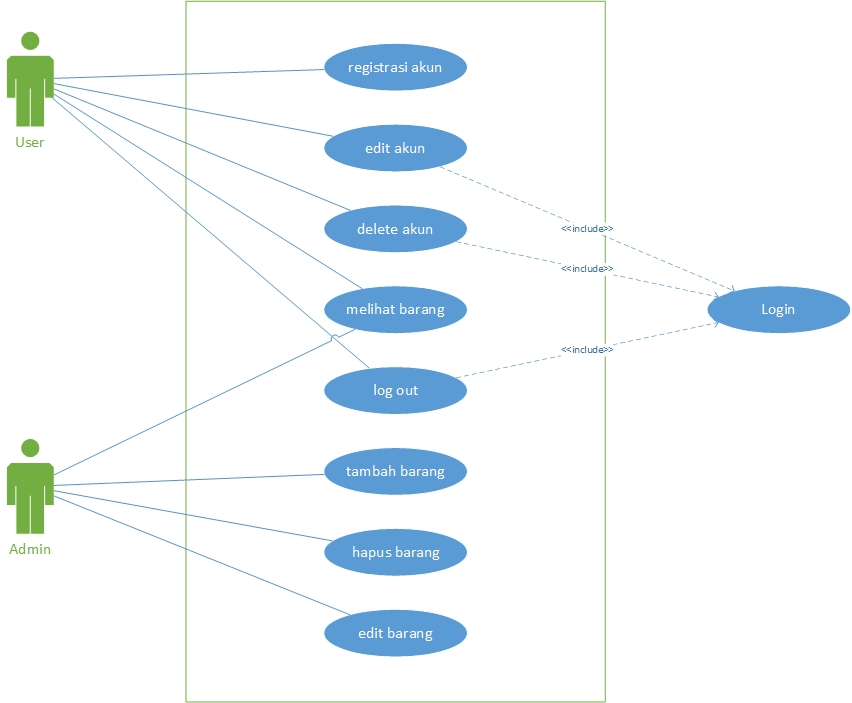 registrasi akun
User
edit akun
delete akun
<<include>>
<<include>>
melihat barang
Login
<<include>>
log out
tambah barang
Admin
hapus barang
edit barang